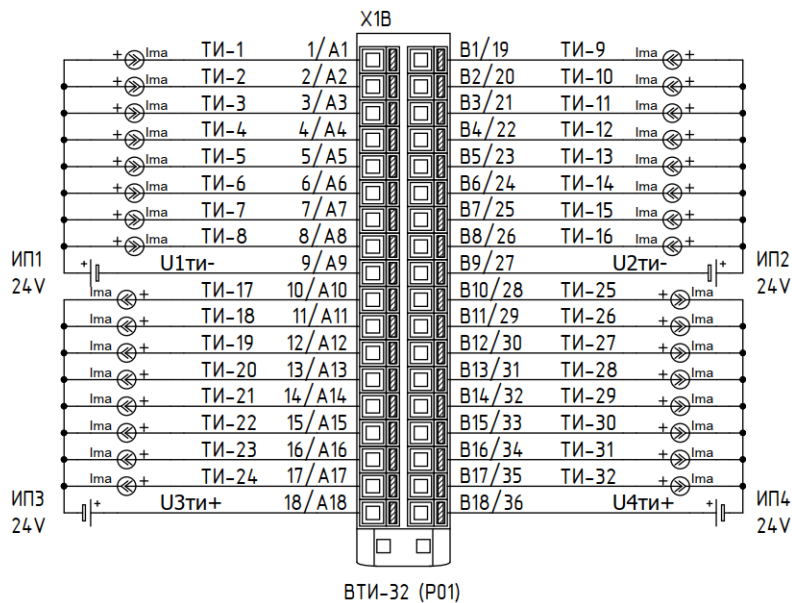 X1B
+ Ima ТИ-1 1/A1 B1/19 ТИ-9 Ima +
+ Ima ТИ-2 2/A2 B2/20 ТИ-10 Ima +
+ Ima ТИ-3 3/A3 B3/21 ТИ-11 Ima +
+ Ima ТИ-4 4/A4 B4/22 ТИ-12 Ima +
+ Ima ТИ-5 5/A5 B5/23 ТИ-13 Ima +
+ Ima ТИ-6 6/A6 B6/24 ТИ-14 Ima +
+ Ima ТИ-7 7/A7 B7/25 ТИ-15 Ima +
+ Ima ТИ-8 8/A8 B8/26 ТИ-16 Ima +
ИП1 + U1ти- 9/A9 B9/27 U2ти- + ИП2
24V 24V
Ima + ТИ-17 10/A10 B10/28 ТИ-25 + Ima
Ima + ТИ-18 11/A11 B11/29 ТИ-26 + Ima
Ima + ТИ-19 12/A12 B12/30 ТИ-27 + Ima
Ima + ТИ-20 13/A13 B13/31 ТИ-28 + Ima
Ima + ТИ-21 14/A14 B14/32 ТИ-29 + Ima
Ima + ТИ-22 15/A15 B15/33 ТИ-30 + Ima
Ima + ТИ-23 16/A16 B16/34 ТИ-31 + Ima
Ima + ТИ-24 17/A17 B17/35 ТИ-32 + Ima
ИП3 + U3ти+ 18/A18 B18/36 U4ти+ + ИП4
24V 24V
ВТИ-32 (P01)